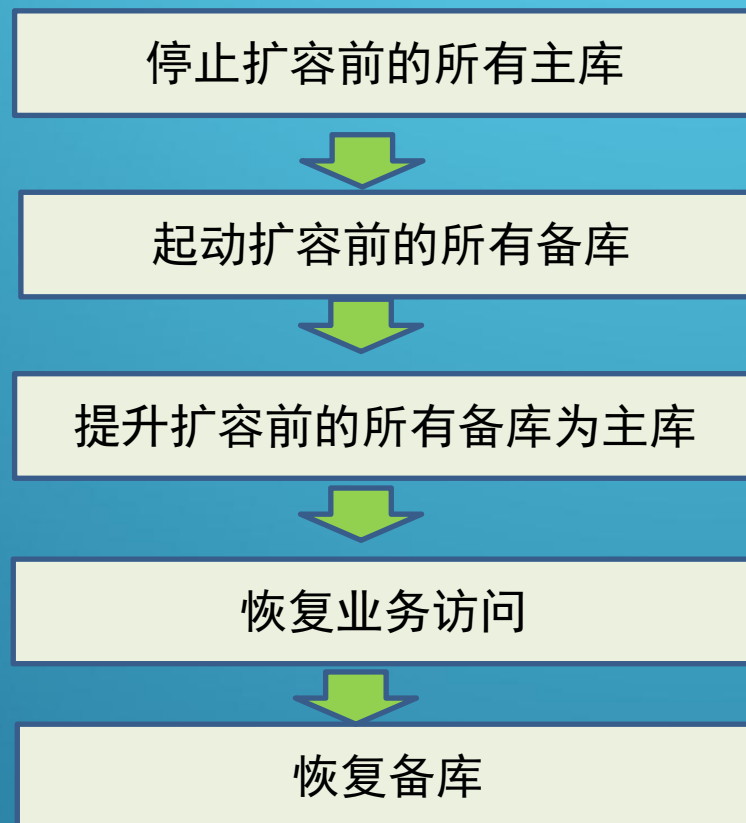 停止扩容前的所有主库
起动扩容前的所有备库
提升扩容前的所有备库为主库
恢复业务访问
恢复备库